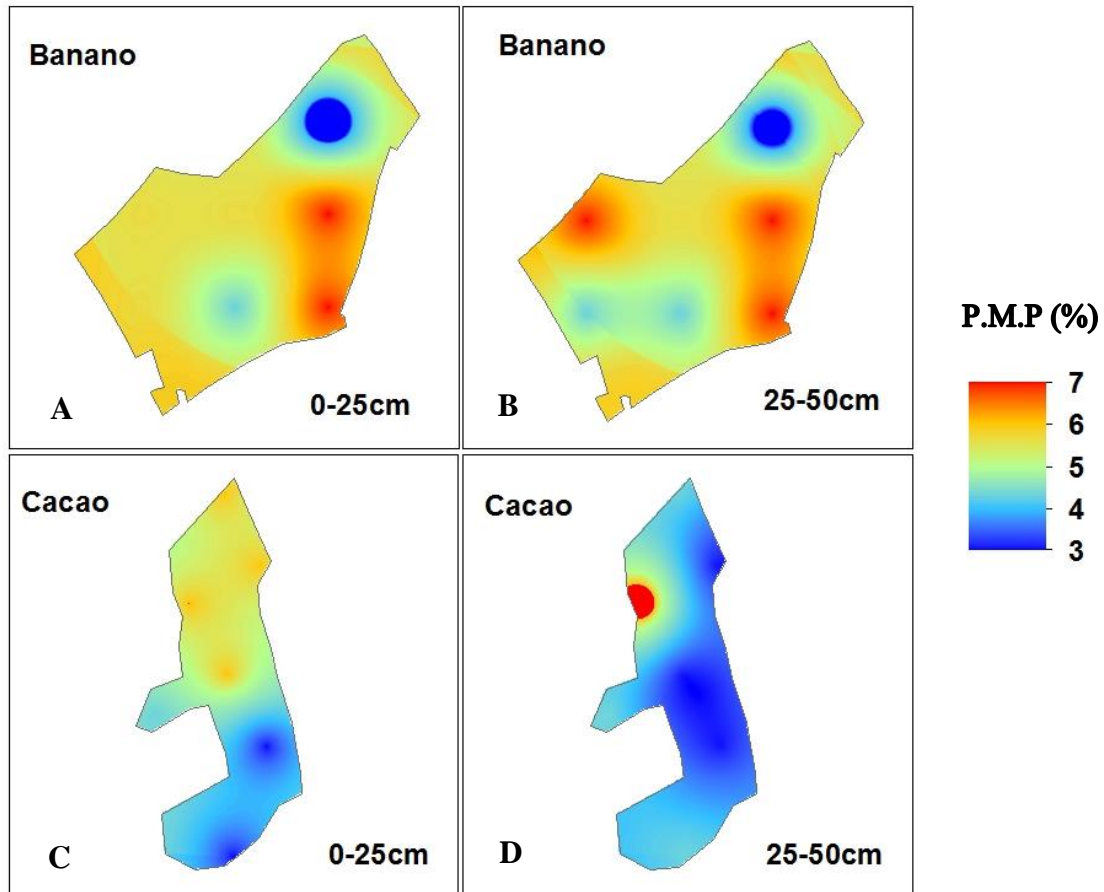 Banano
A
0-25cm
Banano
B
25-50cm
P.M.P (%)
7
6
5
4
3
Cacao
C
0-25cm
Cacao
D
25-50cm